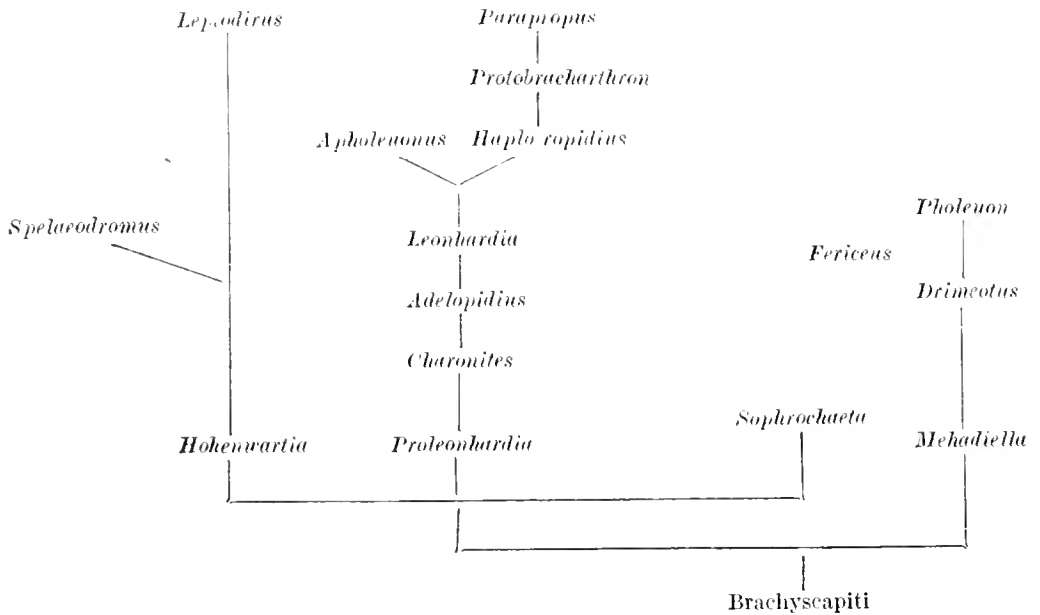 Leptodirus Parapropus
Protobracharthron
Apholeuonus Haplotropidius
Spelaeodromus Pholeuon
Leonhardia Fericeus
Adelopidius Drimeotus
Charonites
Sophrochaeta
Hohenwartia Proleonhardia Mehadiella
Brachyscapiti